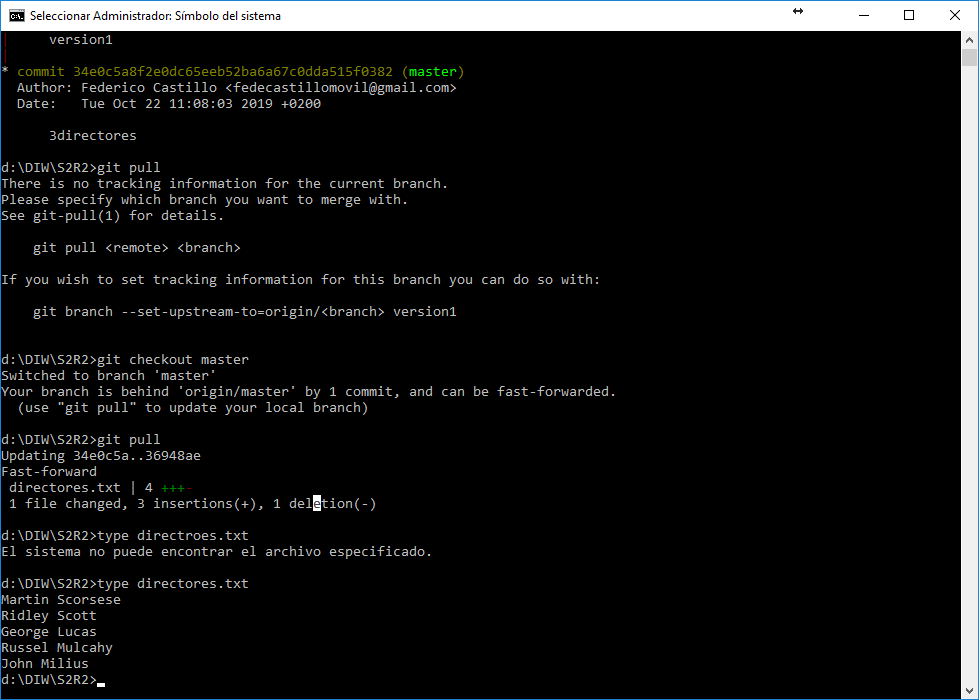 Seleccionar Administrador: Símbolo del sistema
version1
* commit 34e0c5a8f2e0dc65eeb52ba6a67c0dda515f0382 (master)
Author: Federico Castillo <fedecastillomovil@gmail.com>
Date:   Tue Oct 22 11:08:03 2019 +0200
3directores
d:\DIW\S2R2>git pull
There is no tracking information for the current branch.
Please specify which branch you want to merge with.
See git-pull(1) for details.
git pull <remote> <branch>
If you wish to set tracking information for this branch you can do so with:
git branch --set-upstream-to=origin/<branch> version1
d:\DIW\S2R2>git checkout master
Switched to branch 'master'
Your branch is behind 'origin/master' by 1 commit, and can be fast-forwarded.
(use "git pull" to update your local branch)
d:\DIW\S2R2>git pull
Updating 34e0c5a..36948ae
Fast-forward
directores.txt | 4 +++-
1 file changed, 3 insertions(+), 1 deletion(-)
d:\DIW\S2R2>type directroes.txt
El sistema no puede encontrar el archivo especificado.
d:\DIW\S2R2>type directores.txt
Martin Scorsese
Ridley Scott
George Lucas
Russel Mulcahy
John Milius
d:\DIW\S2R2>